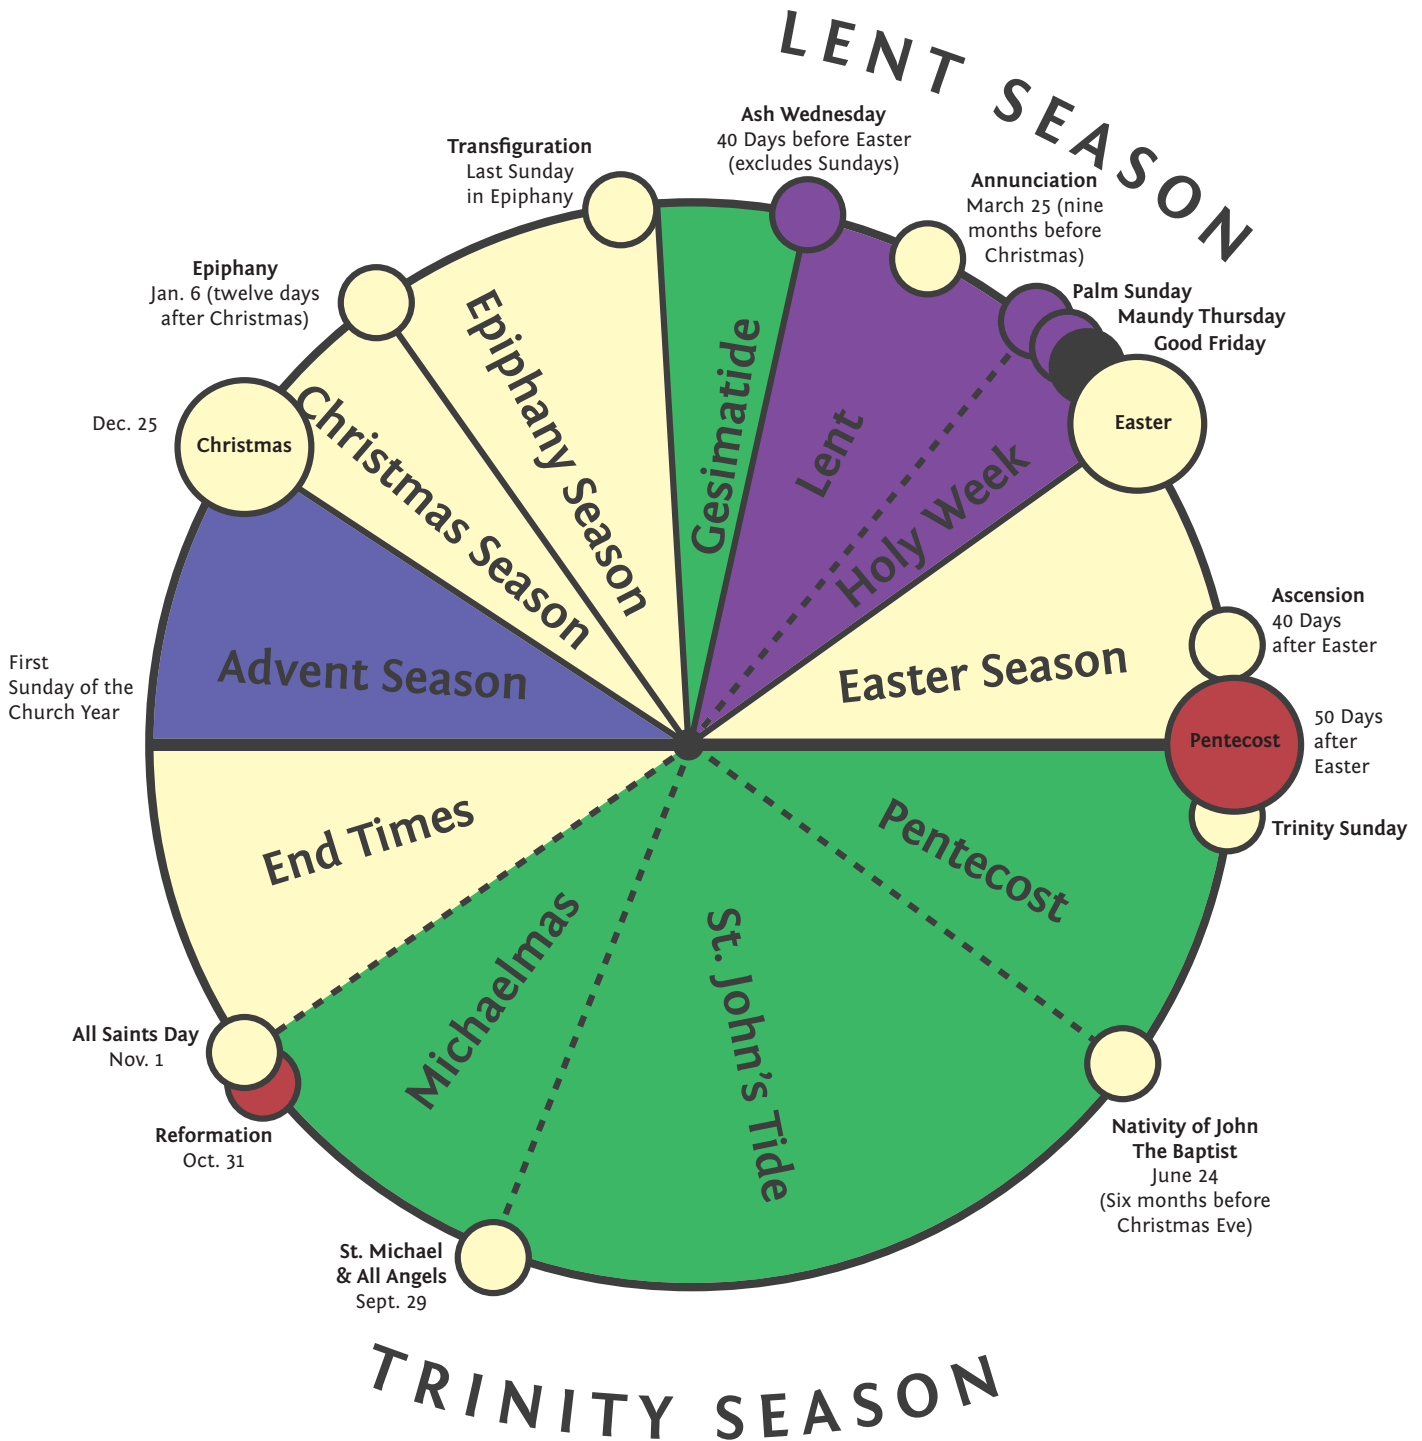 LENT SEASON
Ash Wednesday
40 Days before Easter
(excludes Sundays)
Transfiguration
Last Sunday
in Epiphany
Annunciation
March 25 (nine
months before
Christmas)
Epiphany
Jan. 6 (twelve days
after Christmas)
Palm Sunday
Maundy Thursday
Good Friday
Easter
Dec. 25
Christmas
Christmas Season
Epiphany Season
Gesimatide
Lent
Holy Week
Advent Season
Easter Season
Ascension
40 Days
after Easter
First
Sunday of the
Church Year
Pentecost
50 Days
after
Easter
Trinity Sunday
End Times
Michaelmas
St. John's Tide
Pentecost
All Saints Day
Nov. 1
Reformation
Oct. 31
Nativity of John
The Baptist
June 24
(Six months before
Christmas Eve)
St. Michael
& All Angels
Sept. 29
TRINITY SEASON